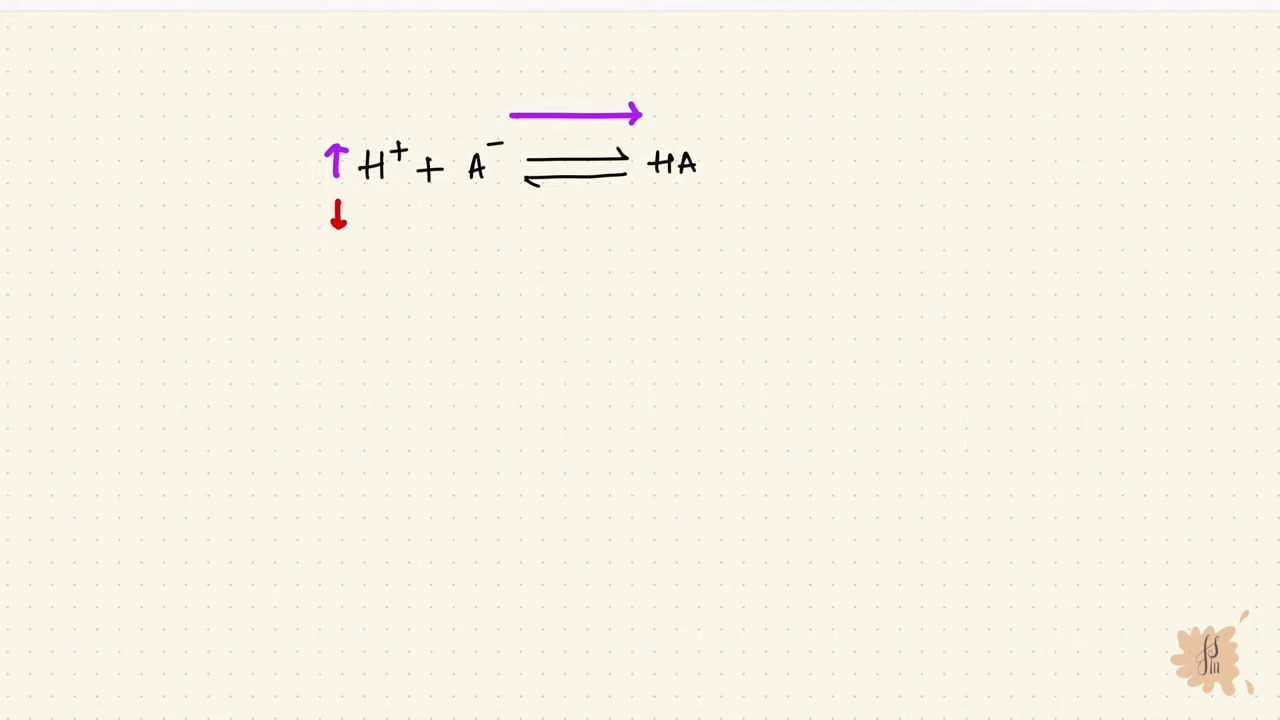 ↑ H⁺ + A⁻ ⇌ HA